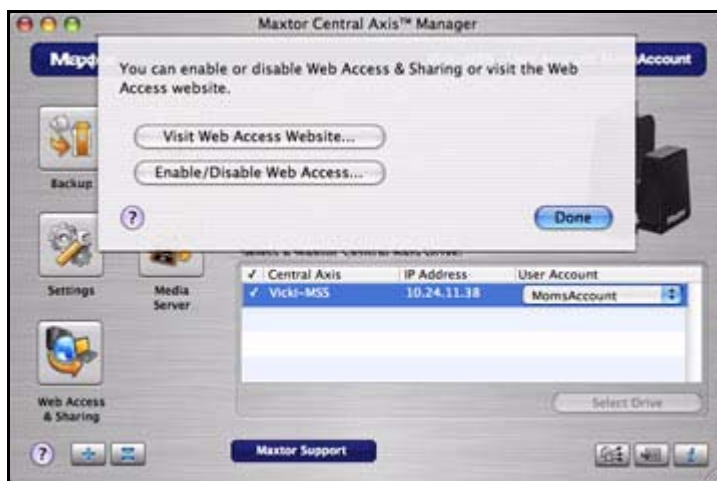 Maxtor Central Axis™ Manager
Account
You can enable or disable Web Access & Sharing or visit the Web
Access website.
Visit Web Access Website...
Enable/Disable Web Access...
?
Done
Backup
Settings
Media
Server
Web Access
& Sharing
✓ Central Axis IP Address User Account
✓ Vicki-MSS 10.24.11.38 MomsAccount
Select Drive
? Maxtor Support